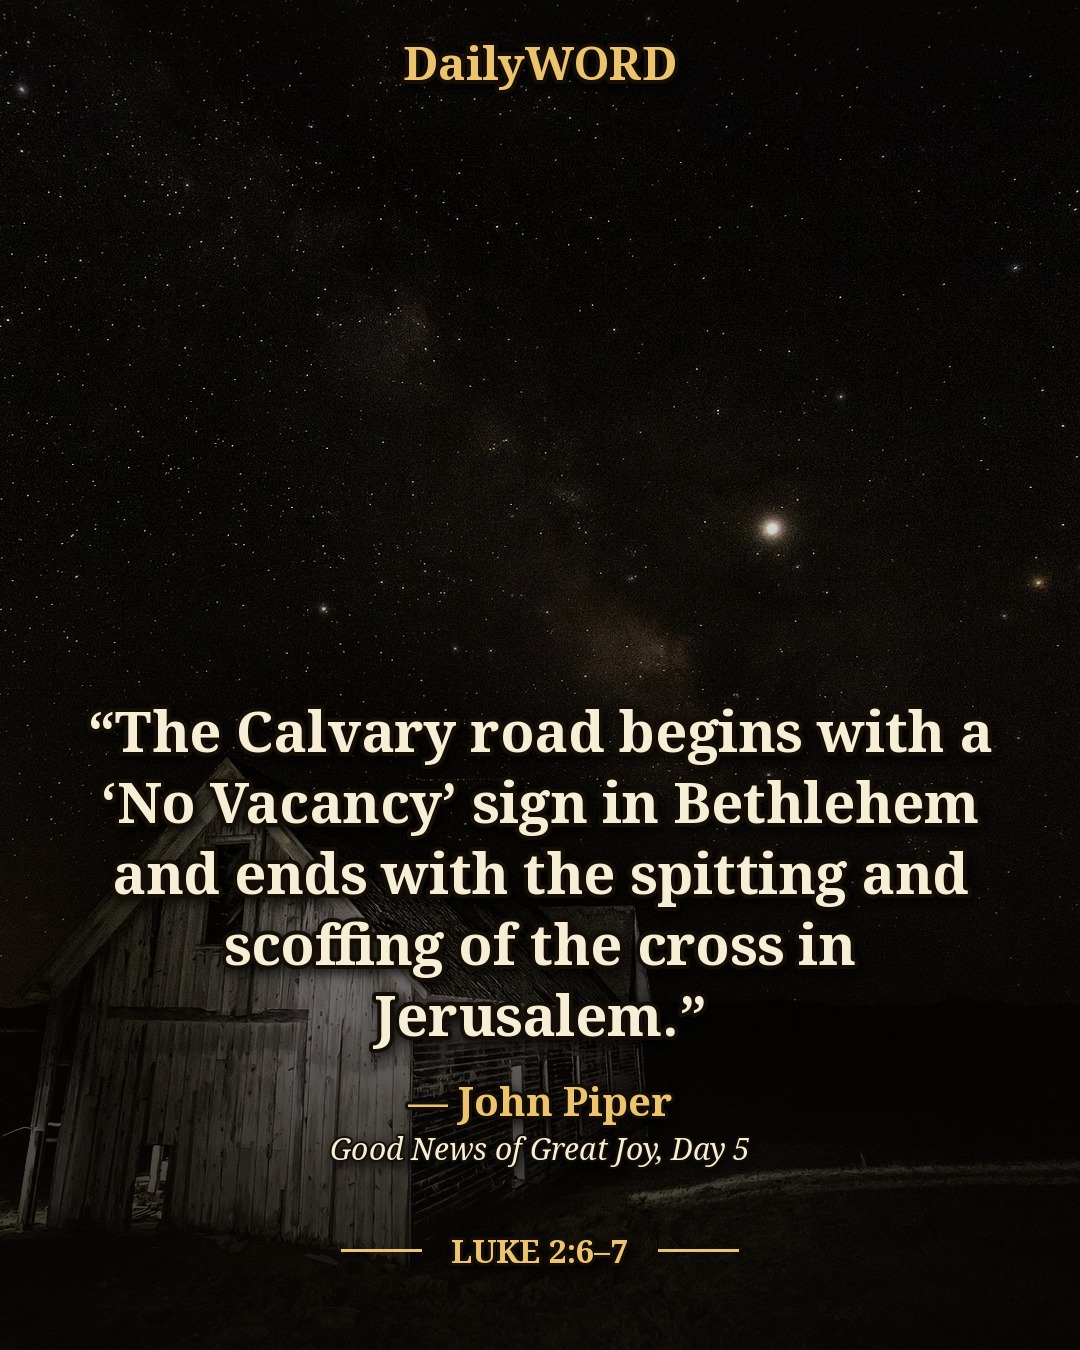 DailyWORD
“The Calvary road begins with a
‘No Vacancy’ sign in Bethlehem
and ends with the spitting and
scoffing of the cross in
Jerusalem.”
— John Piper
Good News of Great Joy, Day 5
LUKE 2:6–7